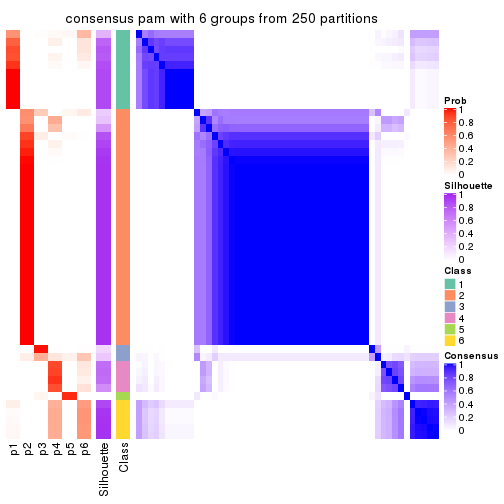 consensus pam with 6 groups from 250 partitions
Prob
1
0.8
0.6
0.4
0.2
0
Silhouette
1
0.8
0.6
0.4
0.2
0
Class
1
2
3
4
5
6
Consensus
1
0.8
0.6
0.4
0.2
0
p1
p2
p3
p4
p5
p6
Silhouette
Class